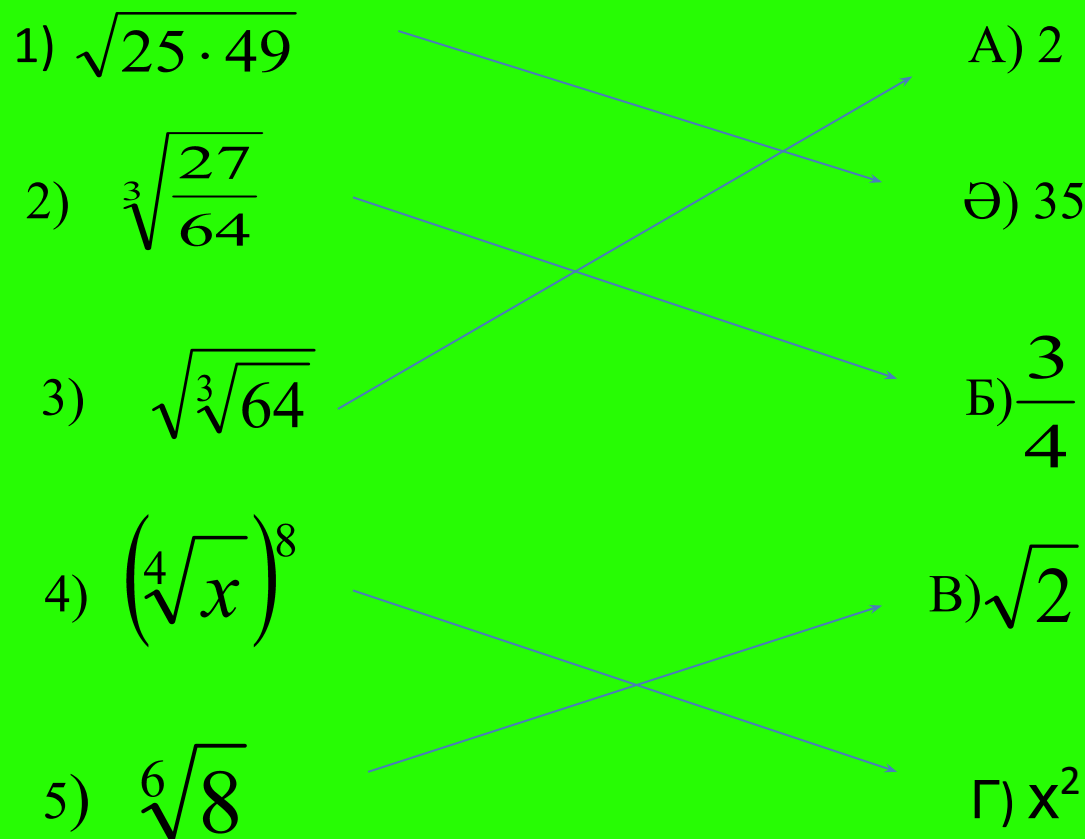 1) √(25 · 49)
А) 2
2) ∛(27/64)
Ә) 35
3) √(∛64)
Б) 3/4
4) (⁴√x)⁸
В) √2
5) ⁶√8
Г) x²